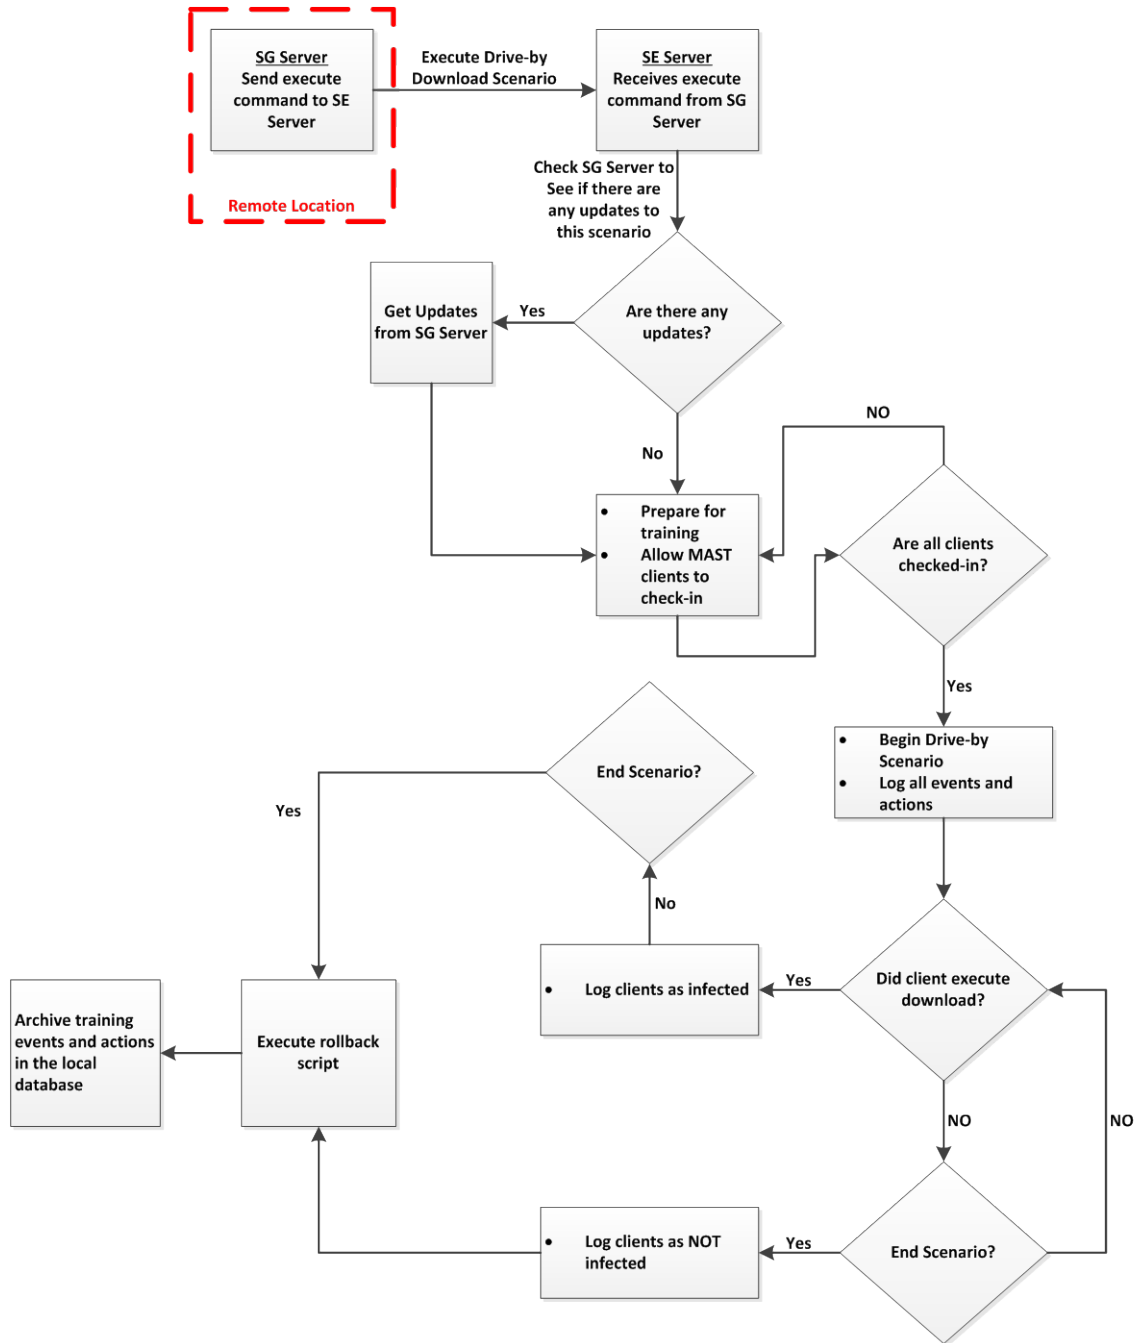 SG Server
Send execute
command to SE
Server
Remote Location
Execute Drive-by
Download Scenario
SE Server
Receives execute
command from SG
Server
Check SG Server to
See if there are
any updates to
this scenario
Are there any
updates?
Yes
Get Updates
from SG Server
No
• Prepare for
training
• Allow MAST
clients to
check-in
NO
Are all clients
checked-in?
Yes
• Begin Drive-by
Scenario
• Log all events and
actions
Did client execute
download?
Yes
• Log clients as infected
No
End Scenario?
Yes
Execute rollback
script
Archive training
events and actions
in the local
database
NO
End Scenario?
NO
Yes
• Log clients as NOT
infected